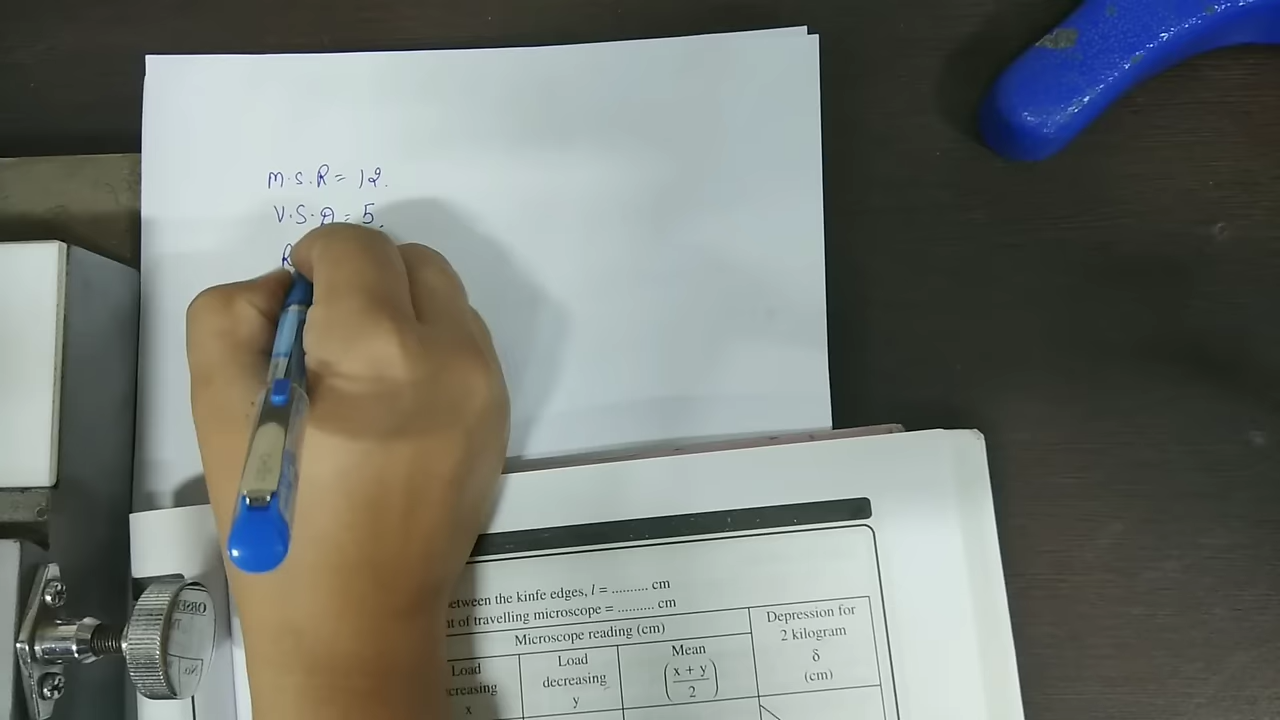 M.S.R = 12.
V.S.D = 5.
R
etween the kinfe edges, l = .......... cm
of travelling microscope = .......... cm
Microscope reading (cm)
Depression for
2 kilogram
δ
(cm)
Load
decreasing
y
Mean
(x + y / 2)
Load
creasing
x
No.